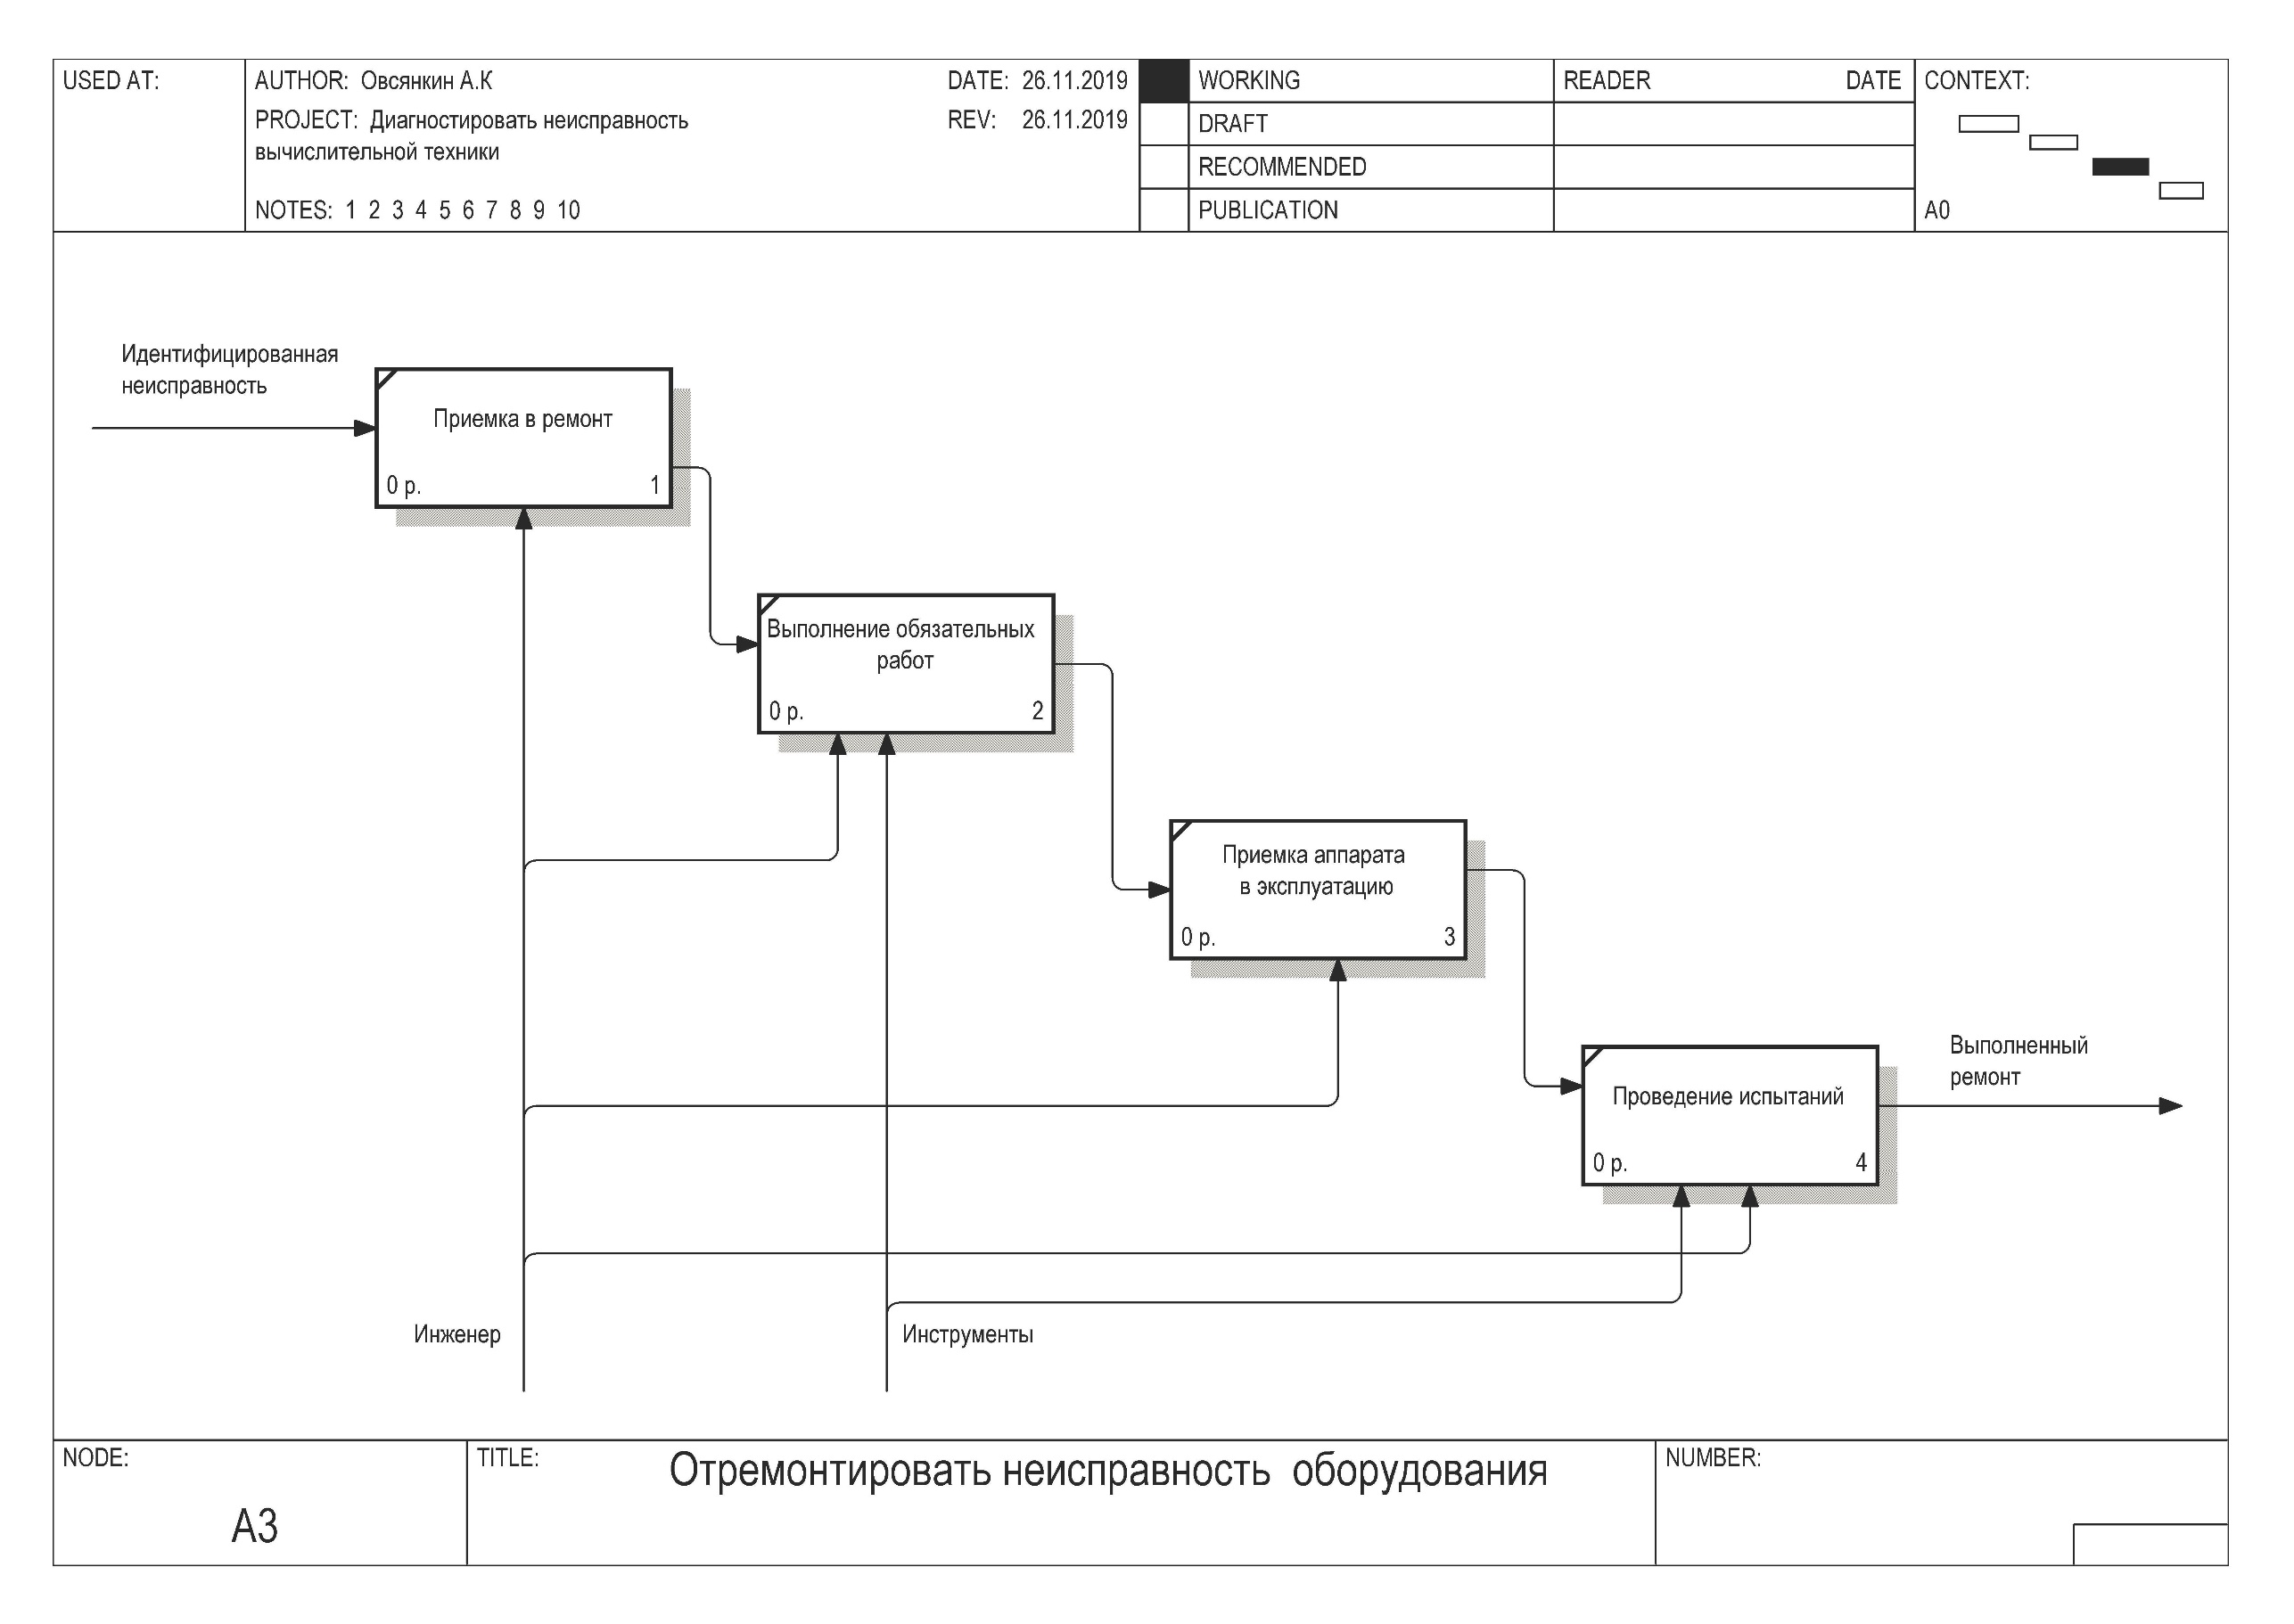 USED AT:
AUTHOR: Овсянкин А.К
DATE: 26.11.2019
PROJECT: Диагностировать неисправность
вычислительной техники
REV: 26.11.2019
NOTES: 1 2 3 4 5 6 7 8 9 10
WORKING
DRAFT
RECOMMENDED
PUBLICATION
READER DATE
CONTEXT:
A0
Идентифицированная
неисправность
Приемка в ремонт
0 р. 1
Выполнение обязательных
работ
0 р. 2
Приемка аппарата
в эксплуатацию
0 р. 3
Проведение испытаний
0 р. 4
Выполненный
ремонт
Инженер
Инструменты
NODE:
A3
TITLE:
Отремонтировать неисправность оборудования
NUMBER: